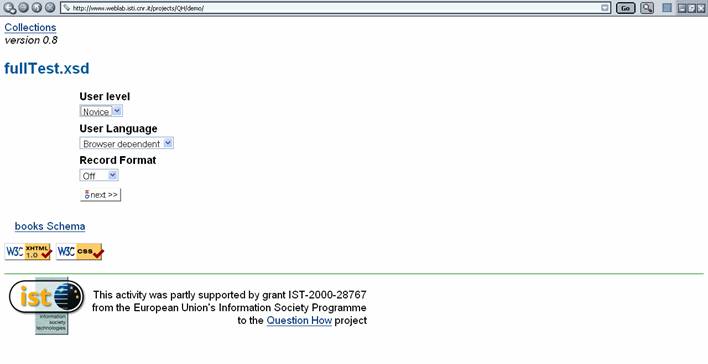 http://www.weblab.isti.cnr.it/projects/QH/demo/ Go
Collections
version 0.8
fullTest.xsd
User level
Novice
User Language
Browser dependent
Record Format
Off
next >>
books Schema
W3C XHTML 1.0 W3C css
ist
information
society
technologies
This activity was partly supported by grant IST-2000-28767
from the European Union's Information Society Programme
to the Question How project